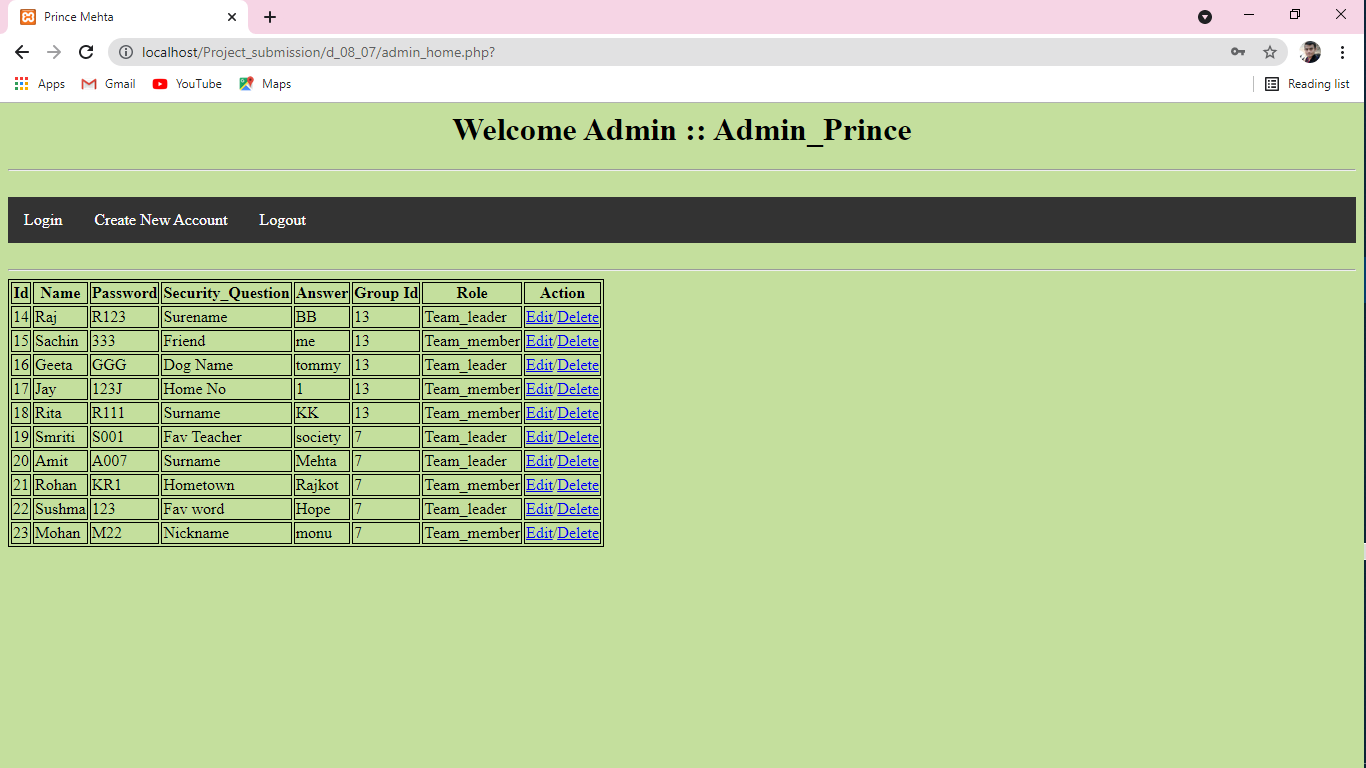 Prince Mehta
localhost/Project_submission/d_08_07/admin_home.php?
Apps Gmail YouTube Maps Reading list
Welcome Admin :: Admin_Prince
Login Create New Account Logout
Id Name Password Security_Question Answer Group Id Role Action
14 Raj R123 Surename BB 13 Team_leader Edit/Delete
15 Sachin 333 Friend me 13 Team_member Edit/Delete
16 Geeta GGG Dog Name tommy 13 Team_leader Edit/Delete
17 Jay 123J Home No 1 13 Team_member Edit/Delete
18 Rita R111 Surname KK 13 Team_member Edit/Delete
19 Smriti S001 Fav Teacher society 7 Team_leader Edit/Delete
20 Amit A007 Surname Mehta 7 Team_leader Edit/Delete
21 Rohan KR1 Hometown Rajkot 7 Team_member Edit/Delete
22 Sushma 123 Fav word Hope 7 Team_leader Edit/Delete
23 Mohan M22 Nickname monu 7 Team_member Edit/Delete